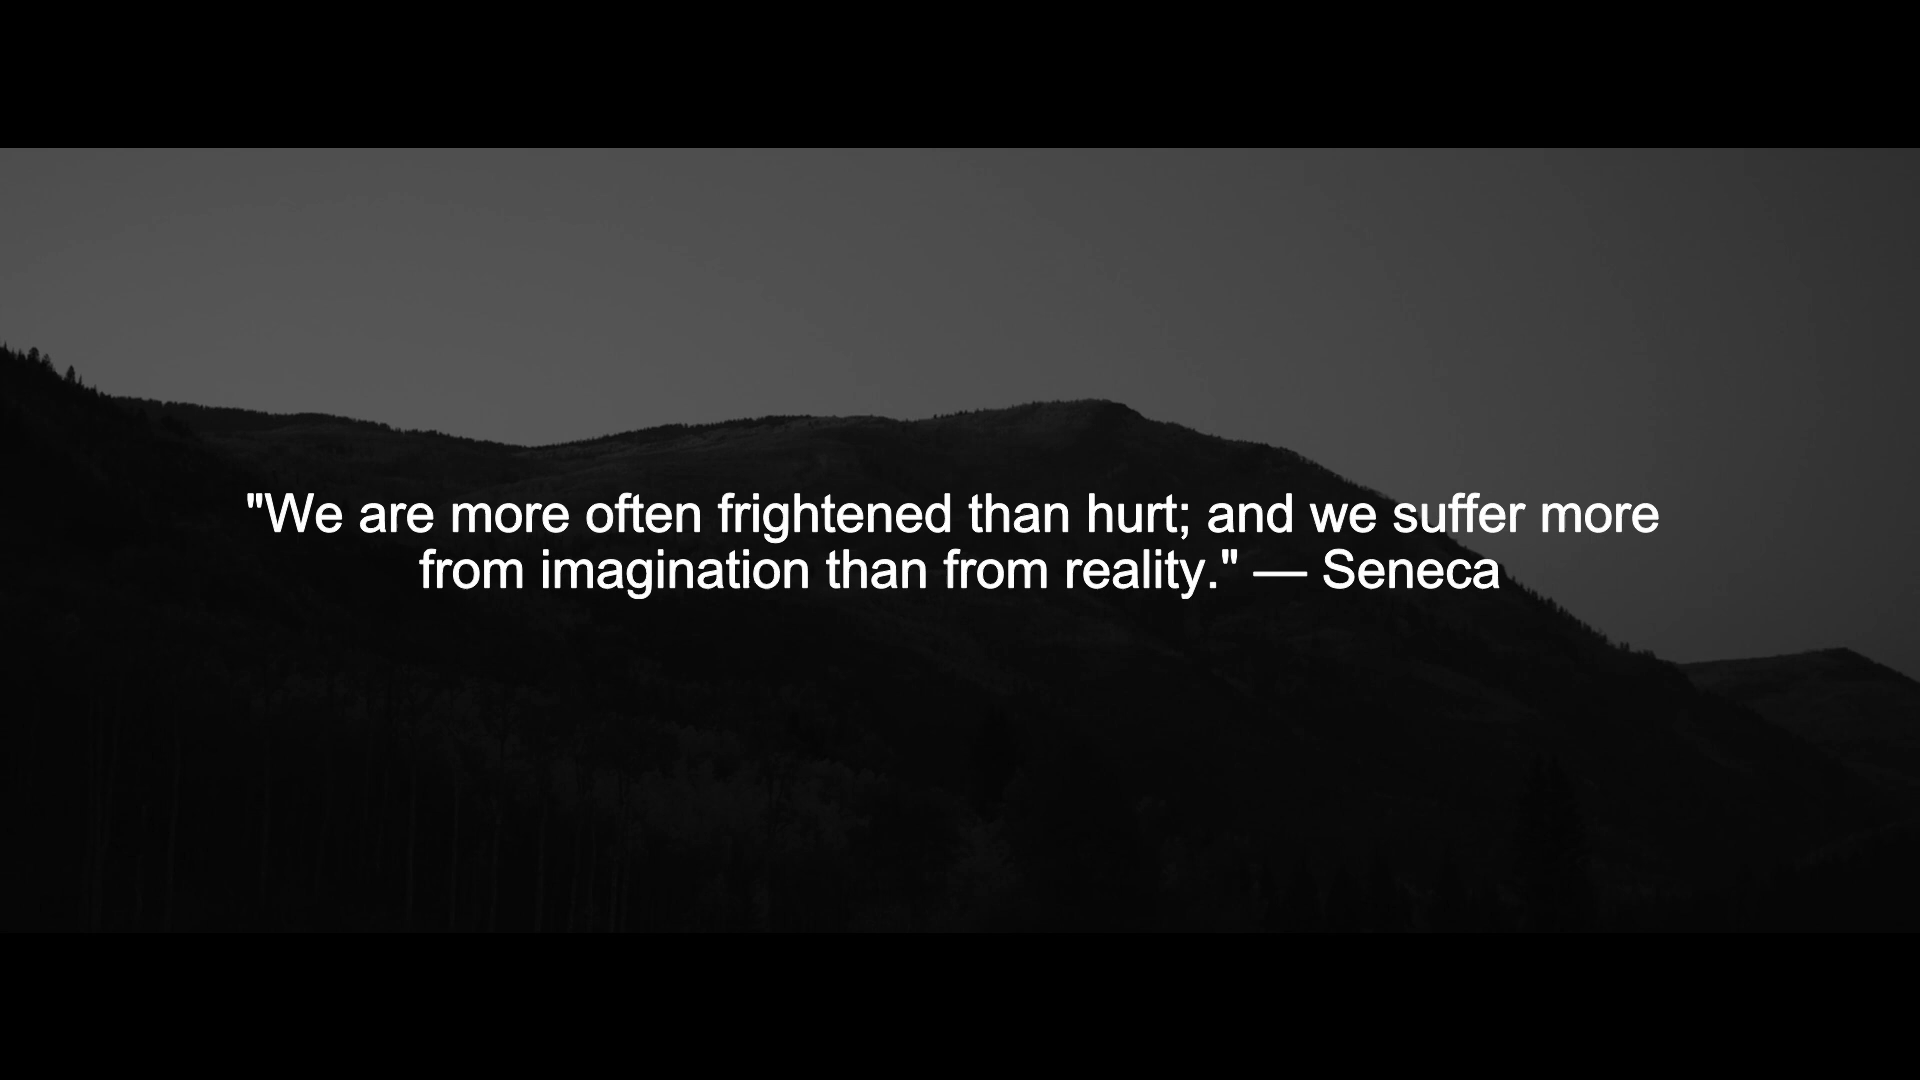 "We are more often frightened than hurt; and we suffer more
from imagination than from reality." — Seneca